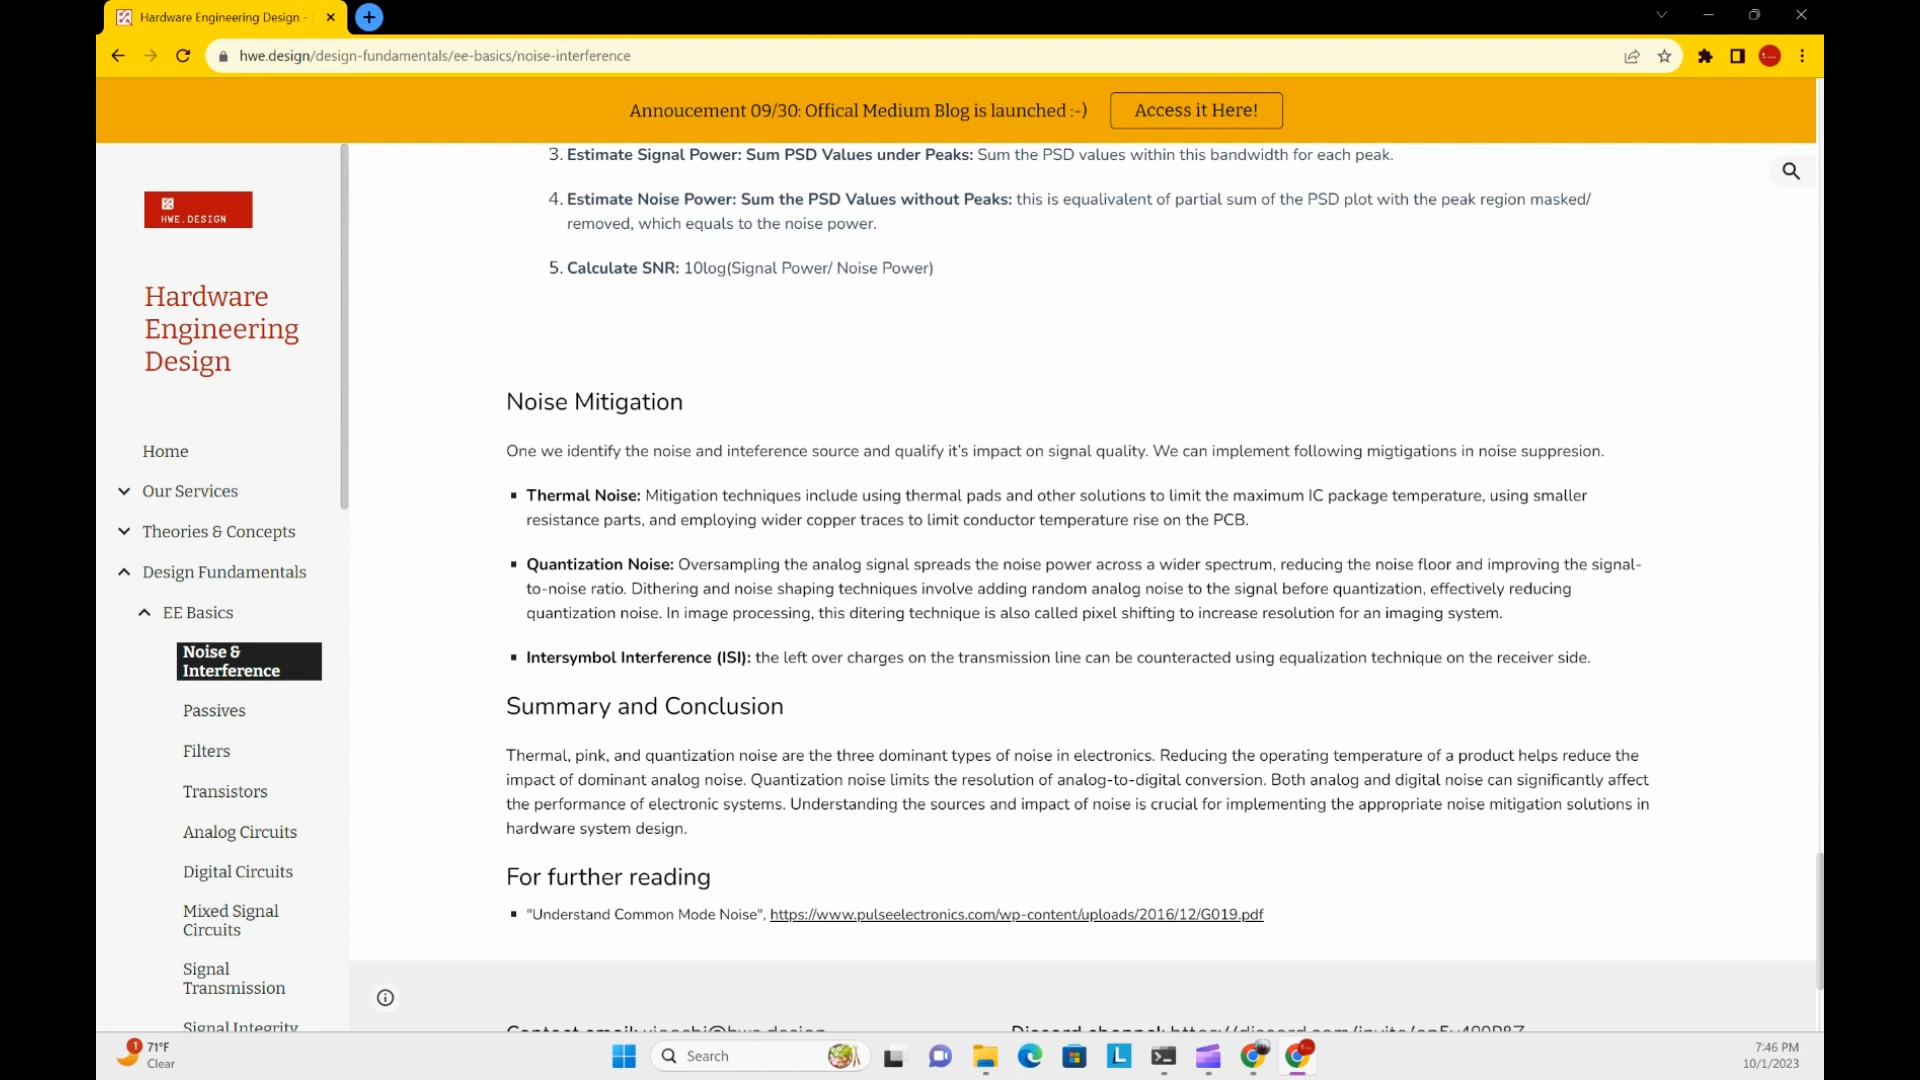 Hardware Engineering Design -
hwe.design/design-fundamentals/ee-basics/noise-interference
Annoucement 09/30: Offical Medium Blog is launched :-)
Access it Here!
HWE.DESIGN
Hardware
Engineering
Design
Home
Our Services
Theories & Concepts
Design Fundamentals
EE Basics
Noise &
Interference
Passives
Filters
Transistors
Analog Circuits
Digital Circuits
Mixed Signal
Circuits
Signal
Transmission
Signal Integrity
3. Estimate Signal Power: Sum PSD Values under Peaks: Sum the PSD values within this bandwidth for each peak.
4. Estimate Noise Power: Sum the PSD Values without Peaks: this is equalivalent of partial sum of the PSD plot with the peak region masked/
removed, which equals to the noise power.
5. Calculate SNR: 10log(Signal Power/ Noise Power)
Noise Mitigation
One we identify the noise and inteference source and qualify it's impact on signal quality. We can implement following migtigations in noise suppresion.
▪ Thermal Noise: Mitigation techniques include using thermal pads and other solutions to limit the maximum IC package temperature, using smaller
resistance parts, and employing wider copper traces to limit conductor temperature rise on the PCB.
▪ Quantization Noise: Oversampling the analog signal spreads the noise power across a wider spectrum, reducing the noise floor and improving the signal-
to-noise ratio. Dithering and noise shaping techniques involve adding random analog noise to the signal before quantization, effectively reducing
quantization noise. In image processing, this ditering technique is also called pixel shifting to increase resolution for an imaging system.
▪ Intersymbol Interference (ISI): the left over charges on the transmission line can be counteracted using equalization technique on the receiver side.
Summary and Conclusion
Thermal, pink, and quantization noise are the three dominant types of noise in electronics. Reducing the operating temperature of a product helps reduce the
impact of dominant analog noise. Quantization noise limits the resolution of analog-to-digital conversion. Both analog and digital noise can significantly affect
the performance of electronic systems. Understanding the sources and impact of noise is crucial for implementing the appropriate noise mitigation solutions in
hardware system design.
For further reading
▪ "Understand Common Mode Noise", https://www.pulseelectronics.com/wp-content/uploads/2016/12/G019.pdf
Contact email:
Discord channel:
1
71°F
Clear
Search
L
7:46 PM
10/1/2023